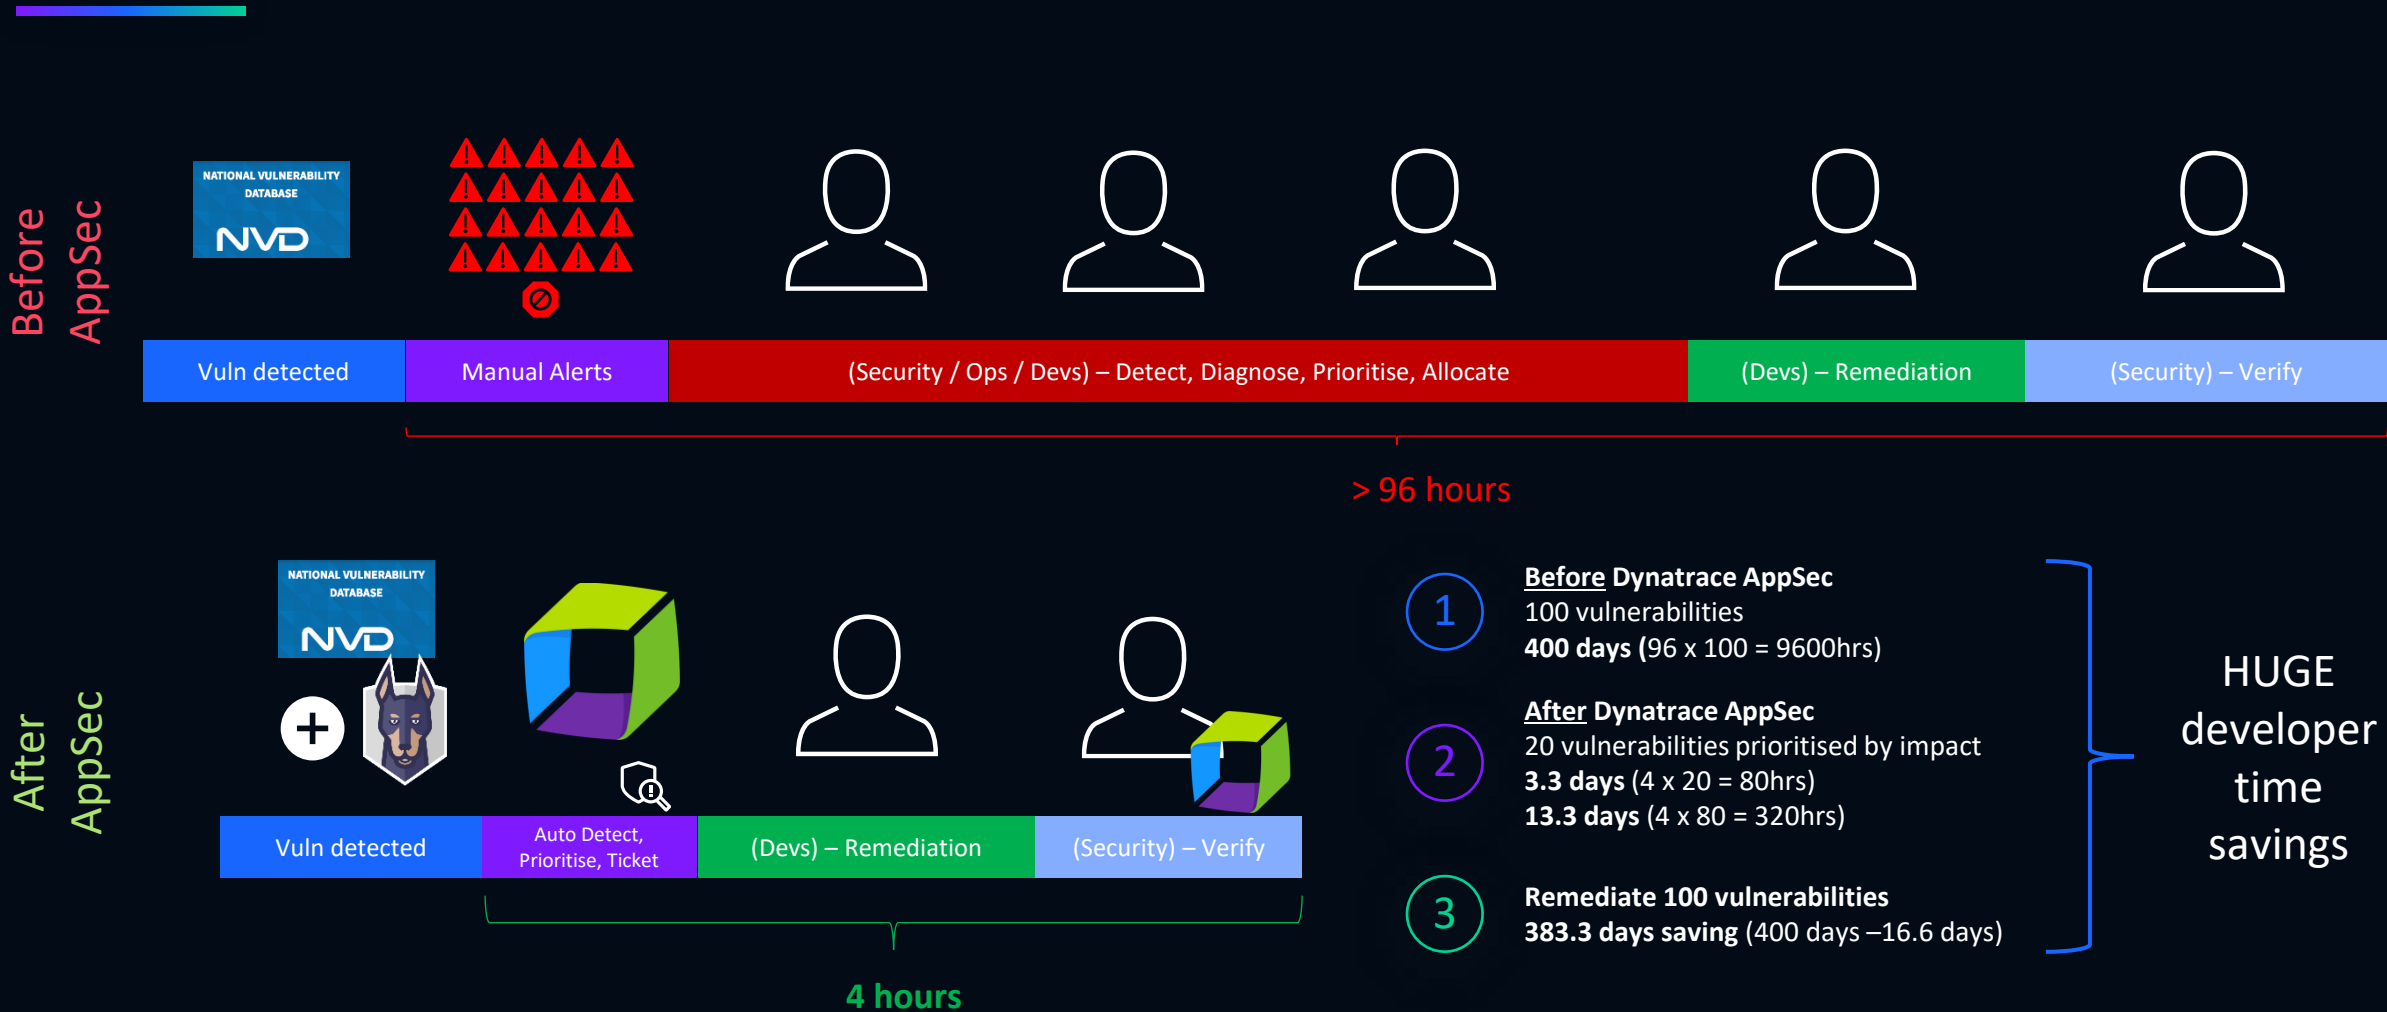 Before
AppSec
NATIONAL VULNERABILITY
DATABASE
NVD
Vuln detected
Manual Alerts
(Security / Ops / Devs) – Detect, Diagnose, Prioritise, Allocate
(Devs) – Remediation
(Security) – Verify
> 96 hours
After
AppSec
NATIONAL VULNERABILITY
DATABASE
NVD
Vuln detected
Auto Detect,
Prioritise, Ticket
(Devs) – Remediation
(Security) – Verify
4 hours
1
Before Dynatrace AppSec
100 vulnerabilities
400 days (96 x 100 = 9600hrs)
2
After Dynatrace AppSec
20 vulnerabilities prioritised by impact
3.3 days (4 x 20 = 80hrs)
13.3 days (4 x 80 = 320hrs)
3
Remediate 100 vulnerabilities
383.3 days saving (400 days –16.6 days)
HUGE
developer
time
savings